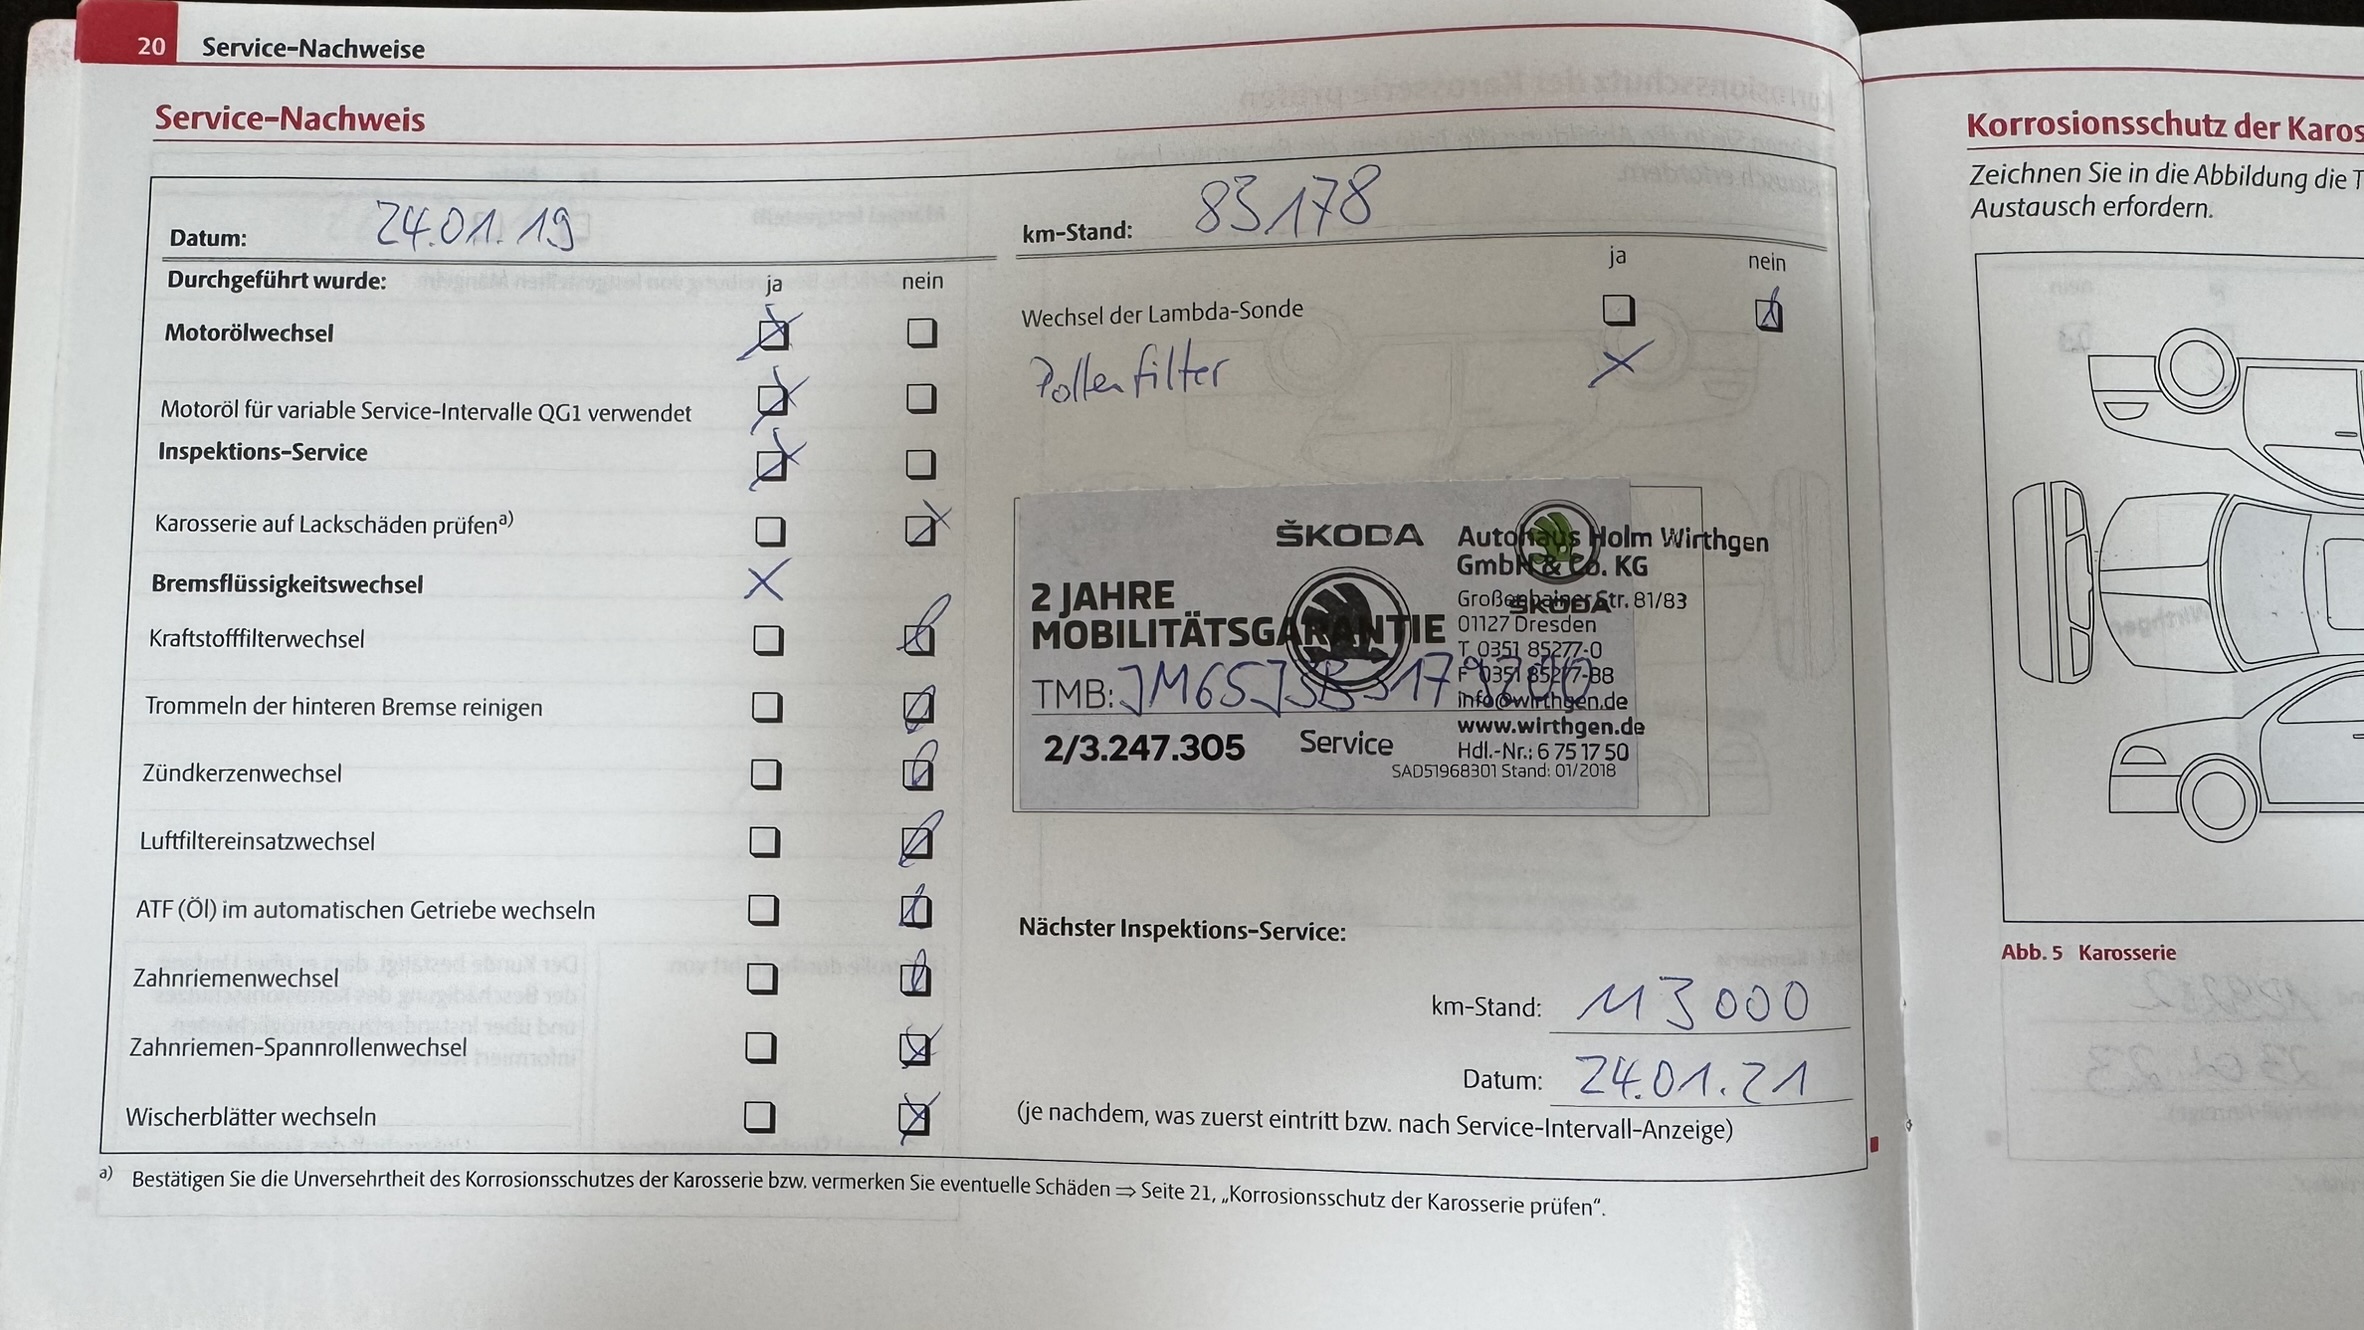 20 Service-Nachweise
Service-Nachweis
Datum: 24.01.19
km-Stand: 83178
Durchgeführt wurde: ja nein
Motorölwechsel
Motoröl für variable Service-Intervalle QG1 verwendet
Inspektions-Service
Karosserie auf Lackschäden prüfen a)
Bremsflüssigkeitswechsel
Kraftstofffilterwechsel
Trommeln der hinteren Bremse reinigen
Zündkerzenwechsel
Luftfiltereinsatzwechsel
ATF (Öl) im automatischen Getriebe wechseln
Zahnriemenwechsel
Zahnriemen-Spannrollenwechsel
Wischerblätter wechseln
ja nein
Wechsel der Lambda-Sonde
Pollenfilter
ŠKODA
2 JAHRE
MOBILITÄTSGARANTIE
TMB:
2/3.247.305
Service
Autohaus Holm Wirthgen
GmbH & Co. KG
Großenhainer Str. 81/83
ŠKODA
01127 Dresden
T 0351 85277-0
F 0351 85277-88
info@wirthgen.de
www.wirthgen.de
Hdl.-Nr.: 6 75 17 50
SAD51968301 Stand: 01/2018
Nächster Inspektions-Service:
km-Stand: 113000
Datum: 24.01.21
(je nachdem, was zuerst eintritt bzw. nach Service-Intervall-Anzeige)
a) Bestätigen Sie die Unversehrtheit des Korrosionsschutzes der Karosserie bzw. vermerken Sie eventuelle Schäden ⇒ Seite 21, „Korrosionsschutz der Karosserie prüfen“.
Korrosionsschutz der Karos
Zeichnen Sie in die Abbildung die T
Austausch erfordern.
Abb. 5 Karosserie